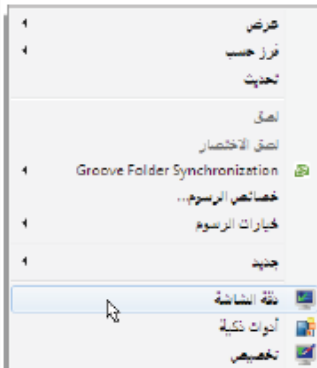 عرض
فرز حسب
تحديث
لصق
لصق الاختصار
Groove Folder Synchronization
خصائص الرسوم...
خيارات الرسوم
جديد
دقة الشاشة
أدوات ذكية
تخصيص